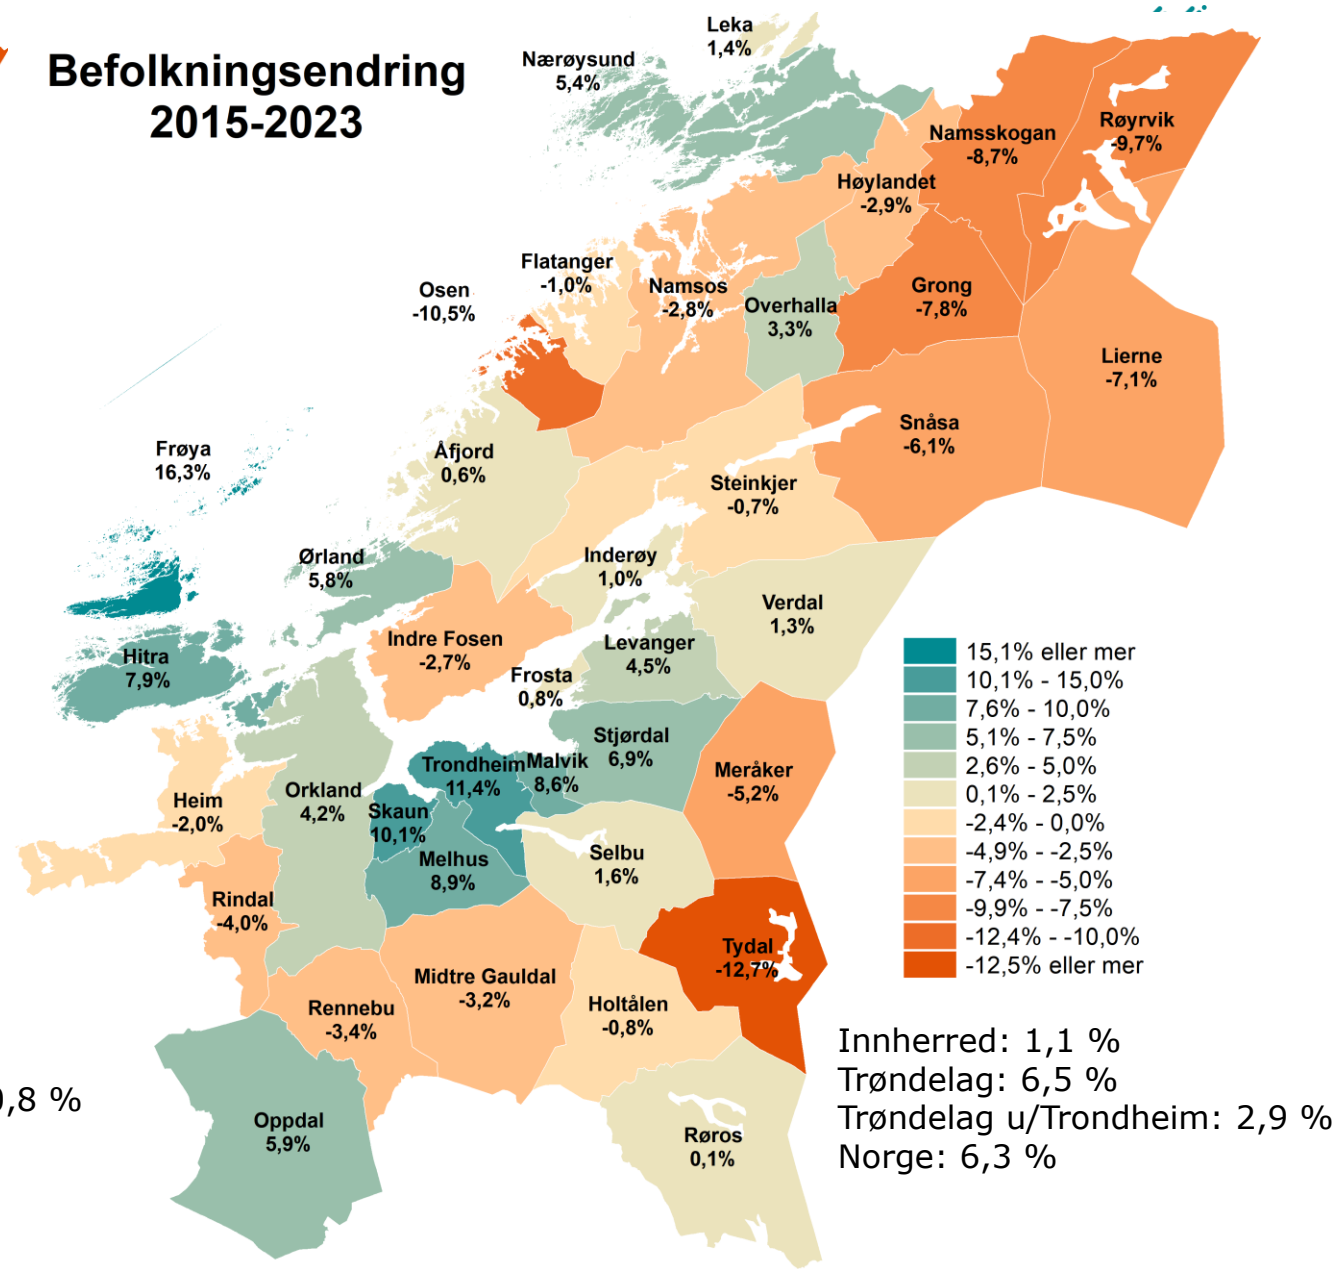 Befolkningsendring
2015-2023
Leka
1,4%
Nærøysund
5,4%
Namsskogan
-8,7%
Røyrvik
-9,7%
Høylandet
-2,9%
Flatanger
-1,0%
Osen
-10,5%
Namsos
-2,8%
Overhalla
3,3%
Grong
-7,8%
Lierne
-7,1%
Snåsa
-6,1%
Frøya
16,3%
Åfjord
0,6%
Steinkjer
-0,7%
Ørland
5,8%
Inderøy
1,0%
Verdal
1,3%
Indre Fosen
-2,7%
Levanger
4,5%
Hitra
7,9%
Frosta
0,8%
Stjørdal
6,9%
Trondheim
11,4%
Malvik
8,6%
Meråker
-5,2%
Heim
-2,0%
Orkland
4,2%
Skaun
10,1%
Melhus
8,9%
Selbu
1,6%
Rindal
-4,0%
Tydal
-12,7%
Midtre Gauldal
-3,2%
Rennebu
-3,4%
Holtålen
-0,8%
Oppdal
5,9%
Røros
0,1%
15,1% eller mer
10,1% - 15,0%
7,6% - 10,0%
5,1% - 7,5%
2,6% - 5,0%
0,1% - 2,5%
-2,4% - 0,0%
-4,9% - -2,5%
-7,4% - -5,0%
-9,9% - -7,5%
-12,4% - -10,0%
-12,5% eller mer
Innherred: 1,1 %
Trøndelag: 6,5 %
Trøndelag u/Trondheim: 2,9 %
Norge: 6,3 %
,8 %